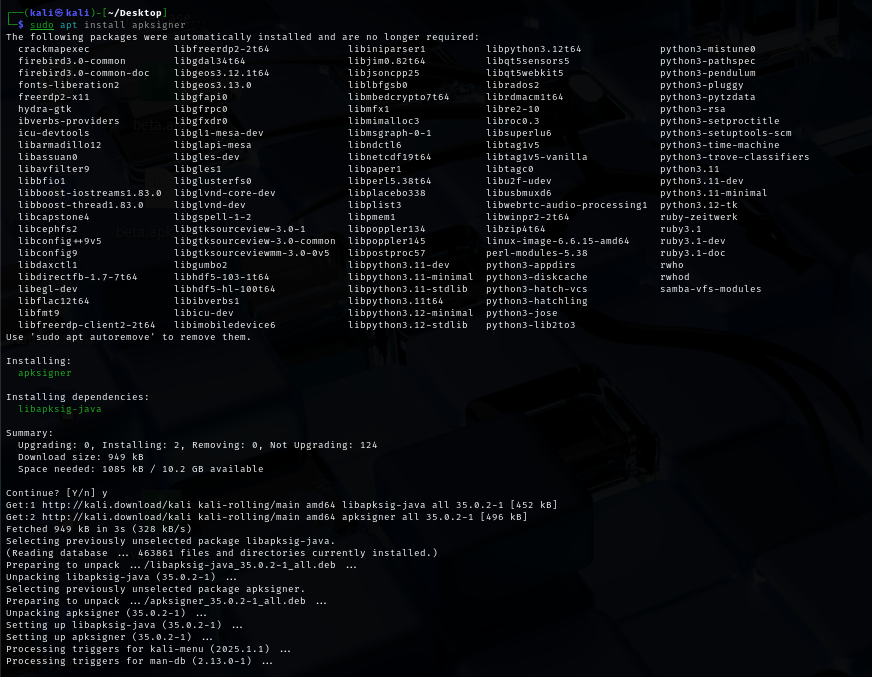 ┌──(kali㉿kali)-[~/Desktop]
└─$ sudo apt install apksigner
The following packages were automatically installed and are no longer required:
crackmapexec libfreerdp2-2t64 libiniparser1 libpython3.12t64 python3-mistune0
firebird3.0-common libgdal34t64 libjim0.82t64 libqt5sensors5 python3-pathspec
firebird3.0-common-doc libgeos3.12.1t64 libjsoncpp25 libqt5webkit5 python3-pendulum
fonts-liberation2 libgeos3.13.0 liblbfgsb0 librados2 python3-pluggy
freerdp2-x11 libgfapi0 libmbedcrypto7t64 librdmacm1t64 python3-pytzdata
hydra-gtk libgfrpc0 libmfx1 libre2-10 python3-rsa
ibverbs-providers libgfxdr0 libmimalloc3 libroc0.3 python3-setproctitle
icu-devtools libgl1-mesa-dev libmsgraph-0-1 libsuperlu6 python3-setuptools-scm
libarmadillo12 libglapi-mesa libndctl6 libtag1v5 python3-time-machine
libassuan0 libgles-dev libnetcdf19t64 libtag1v5-vanilla python3-trove-classifiers
libavfilter9 libgles1 libpaper1 libtagc0 python3.11
libbfio1 libglusterfs0 libperl5.38t64 libu2f-udev python3.11-dev
libboost-iostreams1.83.0 libglvnd-core-dev libplacebo338 libusbmuxd6 python3.11-minimal
libboost-thread1.83.0 libglvnd-dev libplist3 libwebrtc-audio-processing1 python3.12-tk
libcapstone4 libgspell-1-2 libpmem1 libwinpr2-2t64 ruby-zeitwerk
libcephfs2 libgtksourceview-3.0-1 libpoppler134 libzip4t64 ruby3.1
libconfig++9v5 libgtksourceview-3.0-common libpoppler145 linux-image-6.6.15-amd64 ruby3.1-dev
libconfig9 libgtksourceviewmm-3.0-0v5 libpostproc57 perl-modules-5.38 ruby3.1-doc
libdaxctl1 libgumbo2 libpython3.11-dev python3-appdirs rwho
libdirectfb-1.7-7t64 libhdf5-103-1t64 libpython3.11-minimal python3-diskcache rwhod
libegl-dev libhdf5-hl-100t64 libpython3.11-stdlib python3-hatch-vcs samba-vfs-modules
libflac12t64 libibverbs1 libpython3.11t64 python3-hatchling
libfmt9 libicu-dev libpython3.12-minimal python3-jose
libfreerdp-client2-2t64 libimobiledevice6 libpython3.12-stdlib python3-lib2to3
Use 'sudo apt autoremove' to remove them.
Installing:
apksigner
Installing dependencies:
libapksig-java
Summary:
Upgrading: 0, Installing: 2, Removing: 0, Not Upgrading: 124
Download size: 949 kB
Space needed: 1085 kB / 10.2 GB available
Continue? [Y/n] y
Get:1 http://kali.download/kali kali-rolling/main amd64 libapksig-java all 35.0.2-1 [452 kB]
Get:2 http://kali.download/kali kali-rolling/main amd64 apksigner all 35.0.2-1 [496 kB]
Fetched 949 kB in 3s (328 kB/s)
Selecting previously unselected package libapksig-java.
(Reading database ... 463861 files and directories currently installed.)
Preparing to unpack .../libapksig-java_35.0.2-1_all.deb ...
Unpacking libapksig-java (35.0.2-1) ...
Selecting previously unselected package apksigner.
Preparing to unpack .../apksigner_35.0.2-1_all.deb ...
Unpacking apksigner (35.0.2-1) ...
Setting up libapksig-java (35.0.2-1) ...
Setting up apksigner (35.0.2-1) ...
Processing triggers for kali-menu (2025.1.1) ...
Processing triggers for man-db (2.13.0-1) ...